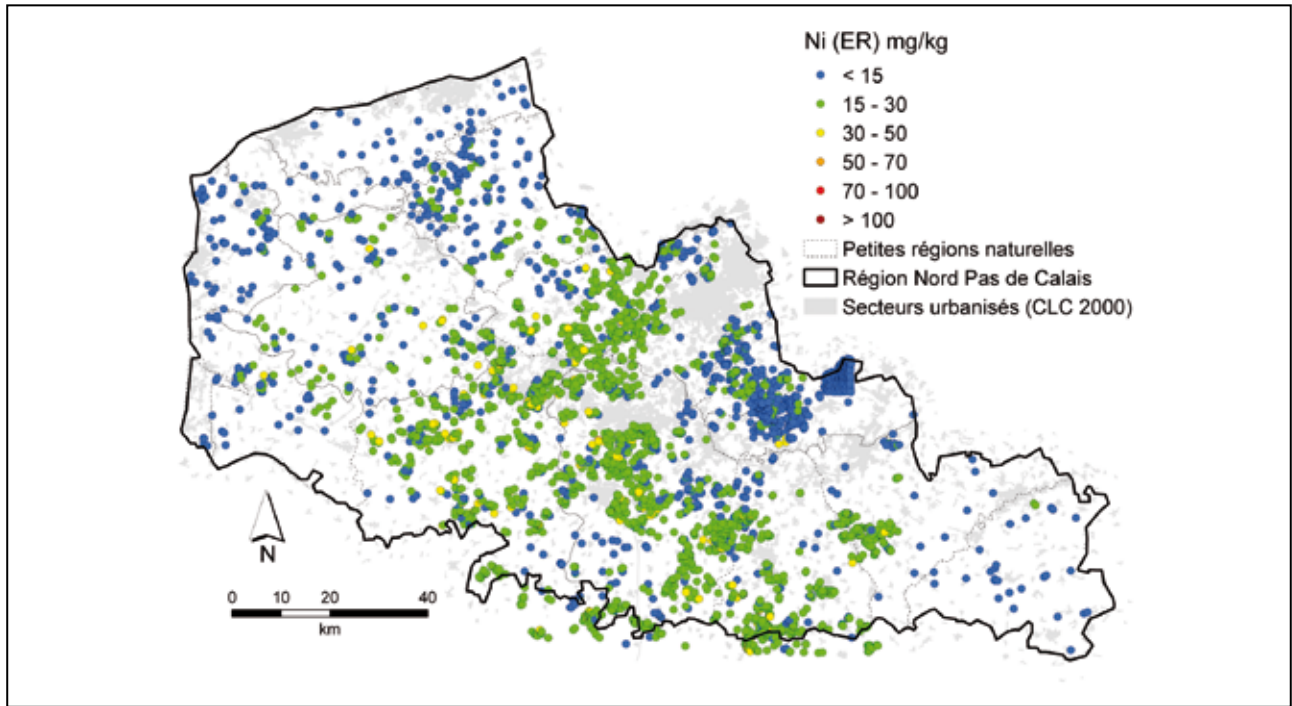 Ni (ER) mg/kg
< 15
15 - 30
30 - 50
50 - 70
70 - 100
> 100
Petites régions naturelles
Région Nord Pas de Calais
Secteurs urbanisés (CLC 2000)
N
0 10 20 40
km